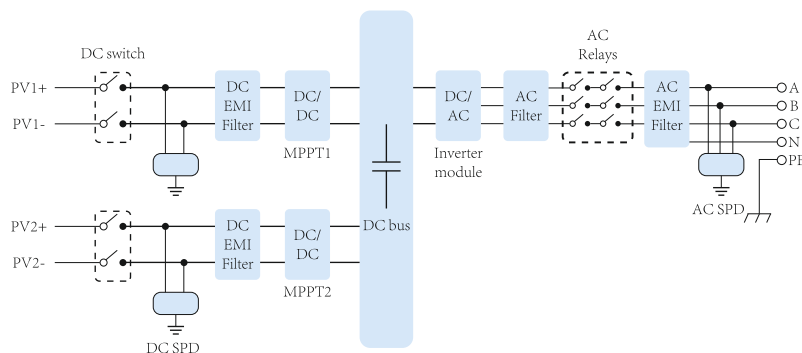 DC switch
PV1+
PV1-
DC
EMI
Filter
DC/
DC
MPPT1
PV2+
PV2-
DC SPD
DC
EMI
Filter
DC/
DC
MPPT2
DC bus
DC/
AC
Inverter
module
AC
Filter
AC
Relays
AC
EMI
Filter
A
B
C
N
PE
AC SPD